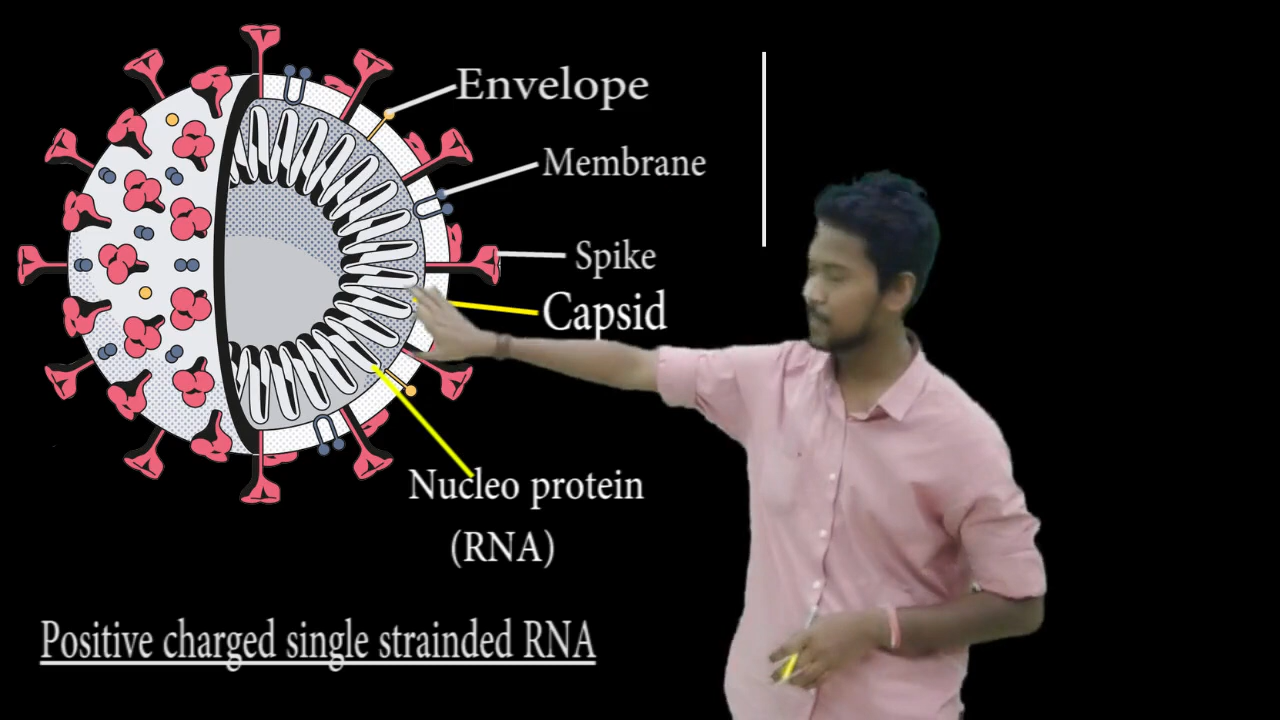 Envelope
Membrane
Spike
Capsid
Nucleo protein
(RNA)
Positive charged single strainded RNA